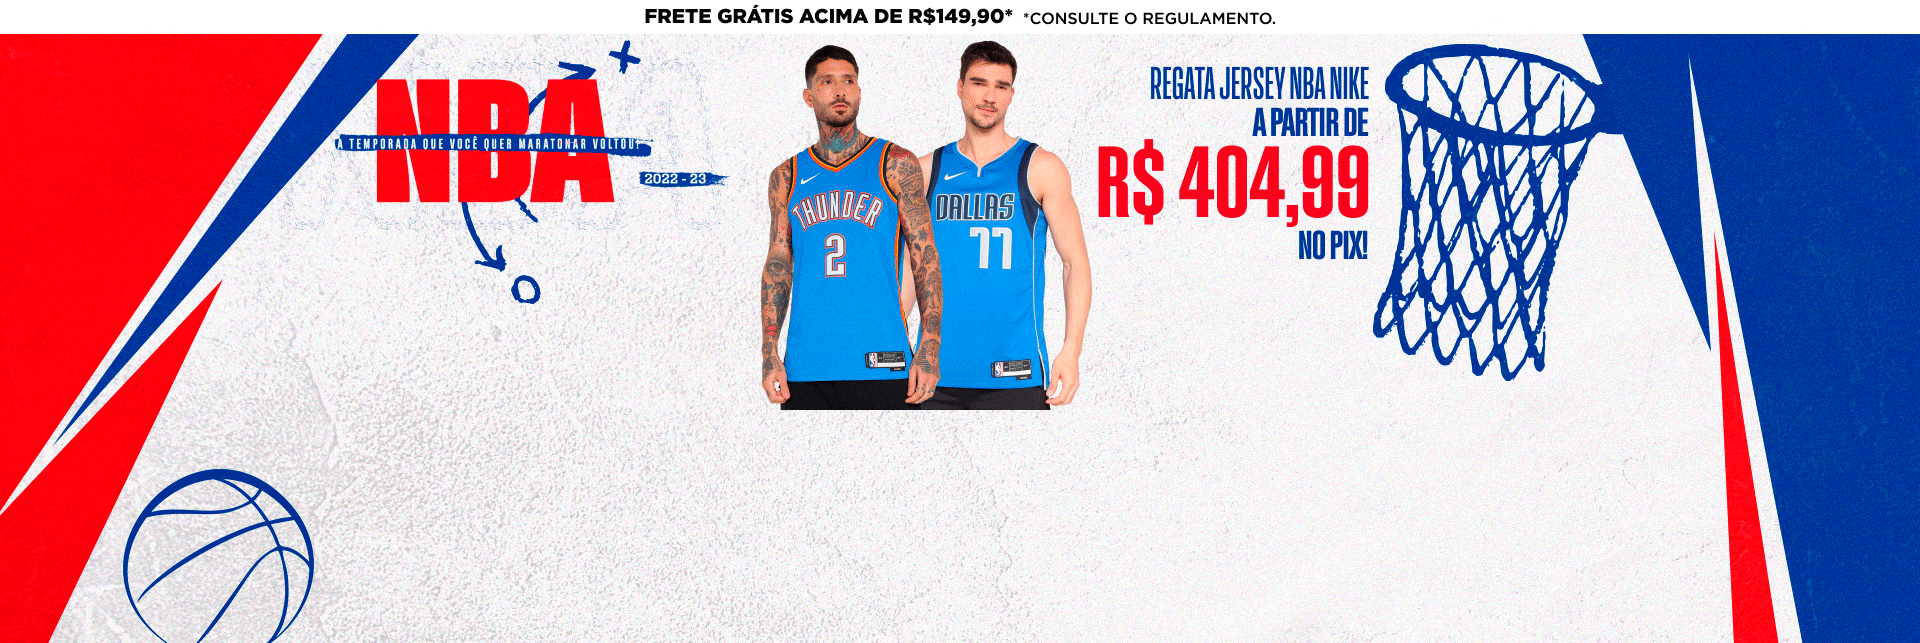 FRETE GRÁTIS ACIMA DE R$149,90* *CONSULTE O REGULAMENTO.
NBA
A TEMPORADA QUE VOCÊ QUER MARATONAR VOLTOU!
2022 - 23
THUNDER
2
DALLAS
77
REGATA JERSEY NBA NIKE
A PARTIR DE
R$ 404,99
NO PIX!